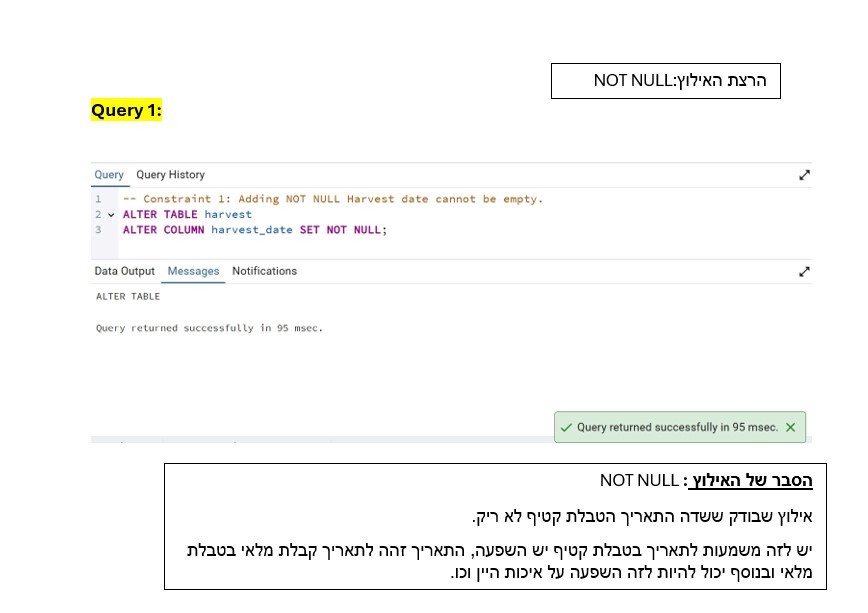 הרצת האילוץ:NOT NULL
Query 1:
Query Query History
1 -- Constraint 1: Adding NOT NULL Harvest date cannot be empty.
2 ALTER TABLE harvest
3 ALTER COLUMN harvest_date SET NOT NULL;
Data Output Messages Notifications
ALTER TABLE
Query returned successfully in 95 msec.
Query returned successfully in 95 msec.
הסבר של האילוץ : NOT NULL
אילוץ שבודק ששדה התאריך הטבלת קטיף לא ריק.
יש לזה משמעות לתאריך בטבלת קטיף יש השפעה, התאריך זהה לתאריך קבלת מלאי בטבלת
מלאי ובנוסף יכול להיות לזה השפעה על איכות היין וכו.